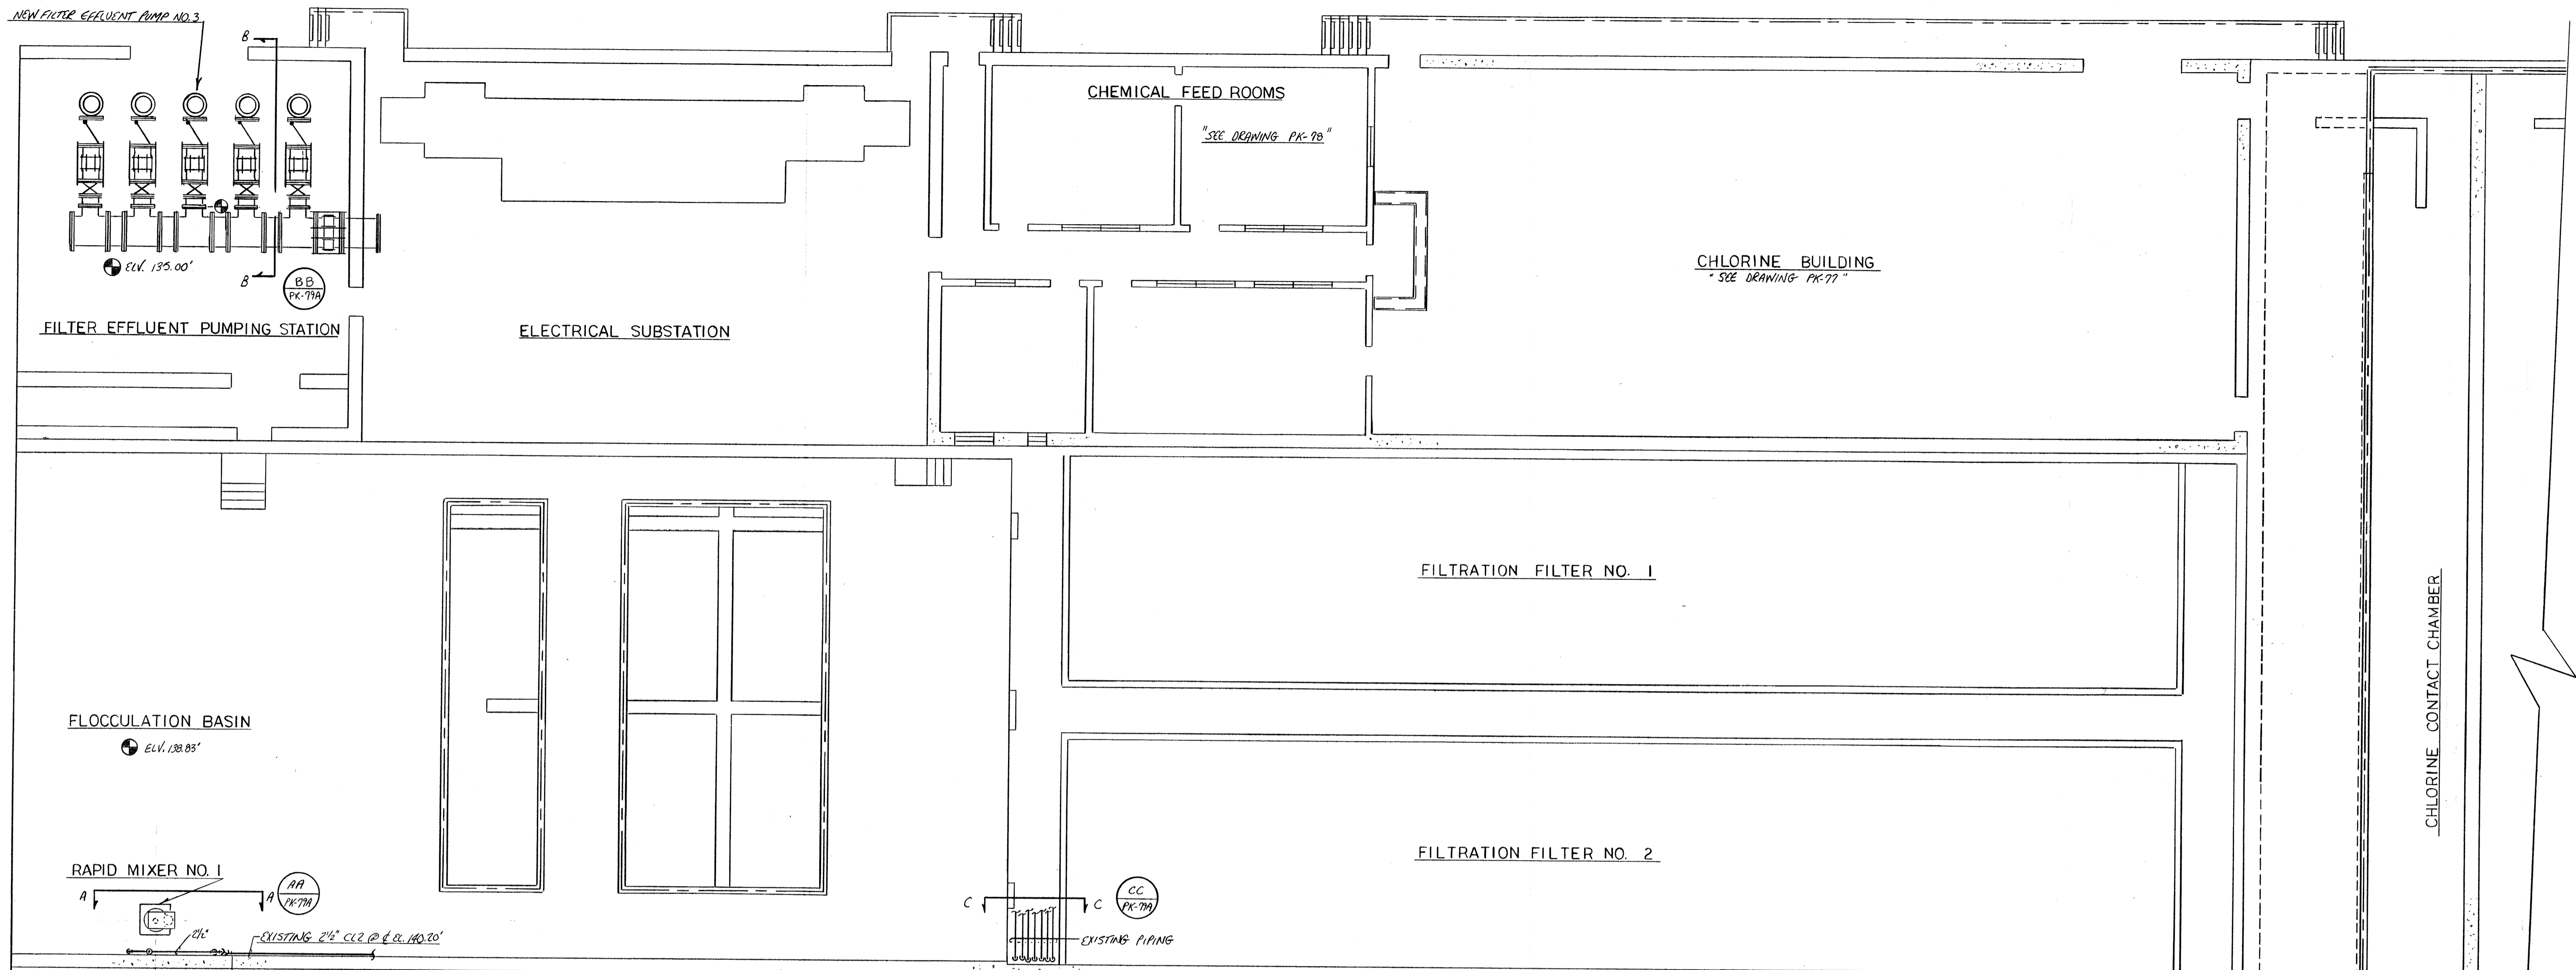 NEW FILTER EFFLUENT PUMP NO. 3
B
CHEMICAL FEED ROOMS
"SEE DRAWING PK-78"
ELV. 135.00'
B
BB
PK-79A
CHLORINE BUILDING
"SEE DRAWING PK-77"
FILTER EFFLUENT PUMPING STATION
ELECTRICAL SUBSTATION
FILTRATION FILTER NO. 1
CHLORINE CONTACT CHAMBER
FLOCCULATION BASIN
ELV. 138.83'
RAPID MIXER NO. 1
A
A
AA
PK-79A
FILTRATION FILTER NO. 2
C
C
CC
PK-79A
2½"
EXISTING 2½" CL2 @ ℄ EL. 140.20'
EXISTING PIPING